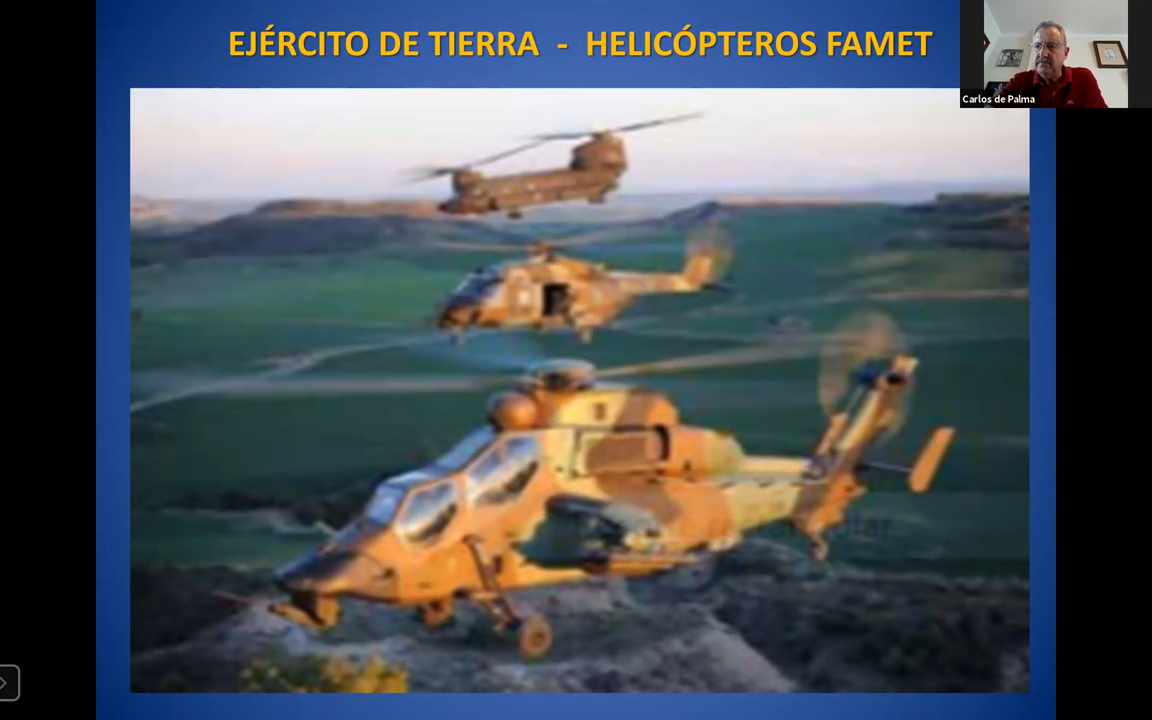 EJÉRCITO DE TIERRA - HELICÓPTEROS FAMET
Carlos de Palma